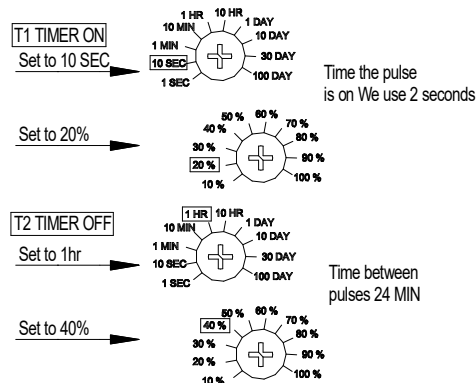 T1 TIMER ON
Set to 10 SEC
1 SEC
10 SEC
1 MIN
10 MIN
1 HR
10 HR
1 DAY
10 DAY
30 DAY
100 DAY
Time the pulse
is on We use 2 seconds
Set to 20%
10 %
20 %
30 %
40 %
50 %
60 %
70 %
80 %
90 %
100 %
T2 TIMER OFF
Set to 1hr
1 SEC
10 SEC
1 MIN
10 MIN
1 HR
10 HR
1 DAY
10 DAY
30 DAY
100 DAY
Time between
pulses 24 MIN
Set to 40%
10 %
20 %
30 %
40 %
50 %
60 %
70 %
80 %
90 %
100 %